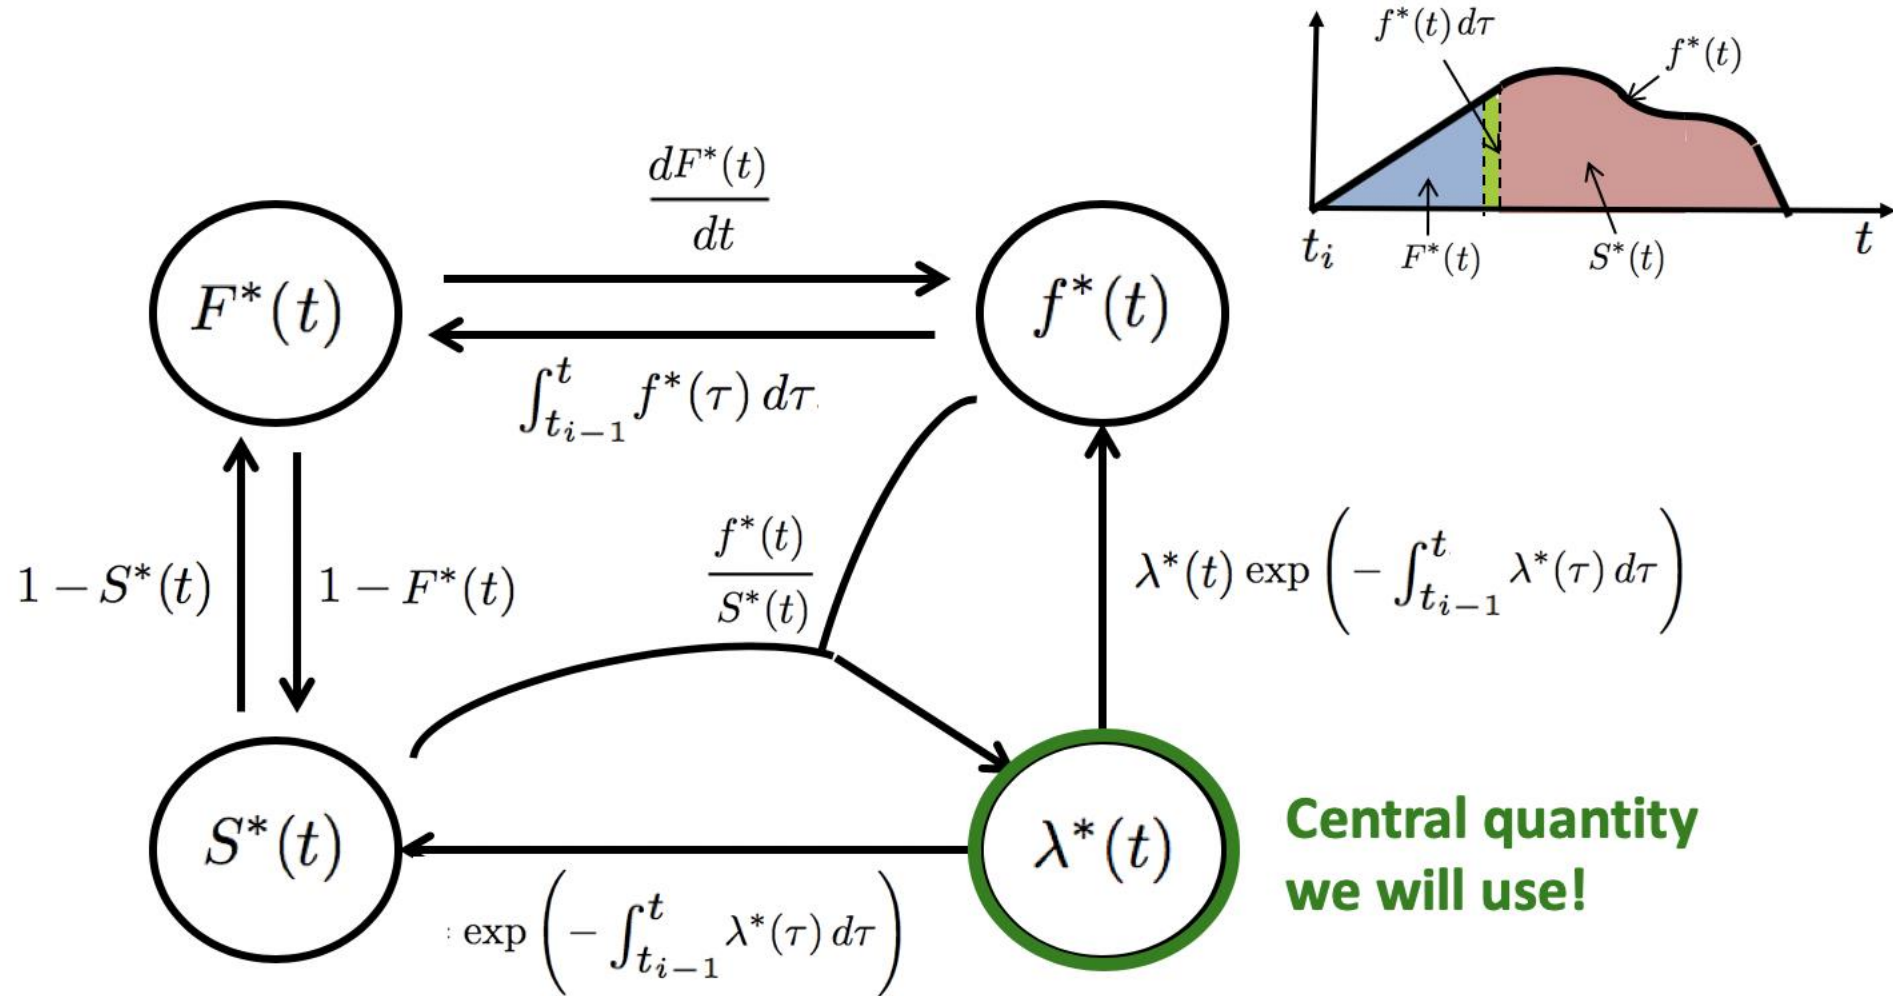 f*(t) dτ
f*(t)
t_i
F*(t)
S*(t)
t
dF*(t)
dt
F*(t)
f*(t)
∫_{t_{i−1}}^{t} f*(τ) dτ
1 − S*(t)
1 − F*(t)
f*(t)
S*(t)
λ*(t) exp ( − ∫_{t_{i−1}}^{t} λ*(τ) dτ )
S*(t)
λ*(t)
Central quantity
we will use!
: exp ( − ∫_{t_{i−1}}^{t} λ*(τ) dτ )